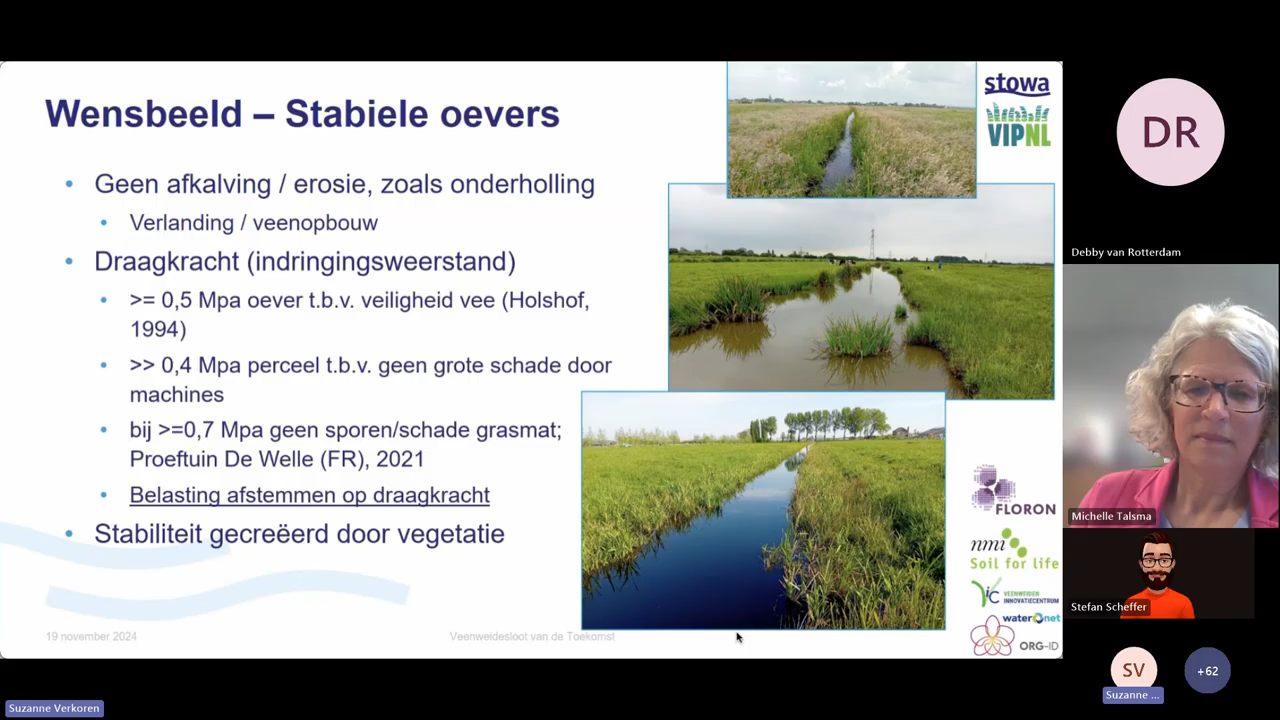 Wensbeeld – Stabiele oevers
• Geen afkalving / erosie, zoals onderholling
• Verlanding / veenopbouw
• Draagkracht (indringingsweerstand)
• >= 0,5 Mpa oever t.b.v. veiligheid vee (Holshof,
1994)
• >> 0,4 Mpa perceel t.b.v. geen grote schade door
machines
• bij >=0,7 Mpa geen sporen/schade grasmat;
Proeftuin De Welle (FR), 2021
• Belasting afstemmen op draagkracht
• Stabiliteit gecreëerd door vegetatie
19 november 2024
Veenweidesloot van de Toekomst
stowa
VIPNL
FLORON
nmi
Soil for life
VIC VEENWEIDEN
INNOVATIECENTRUM
waternet
ORG-ID
DR
Debby van Rotterdam
Michelle Talsma
Stefan Scheffer
SV
+62
Suzanne ...
Suzanne Verkoren